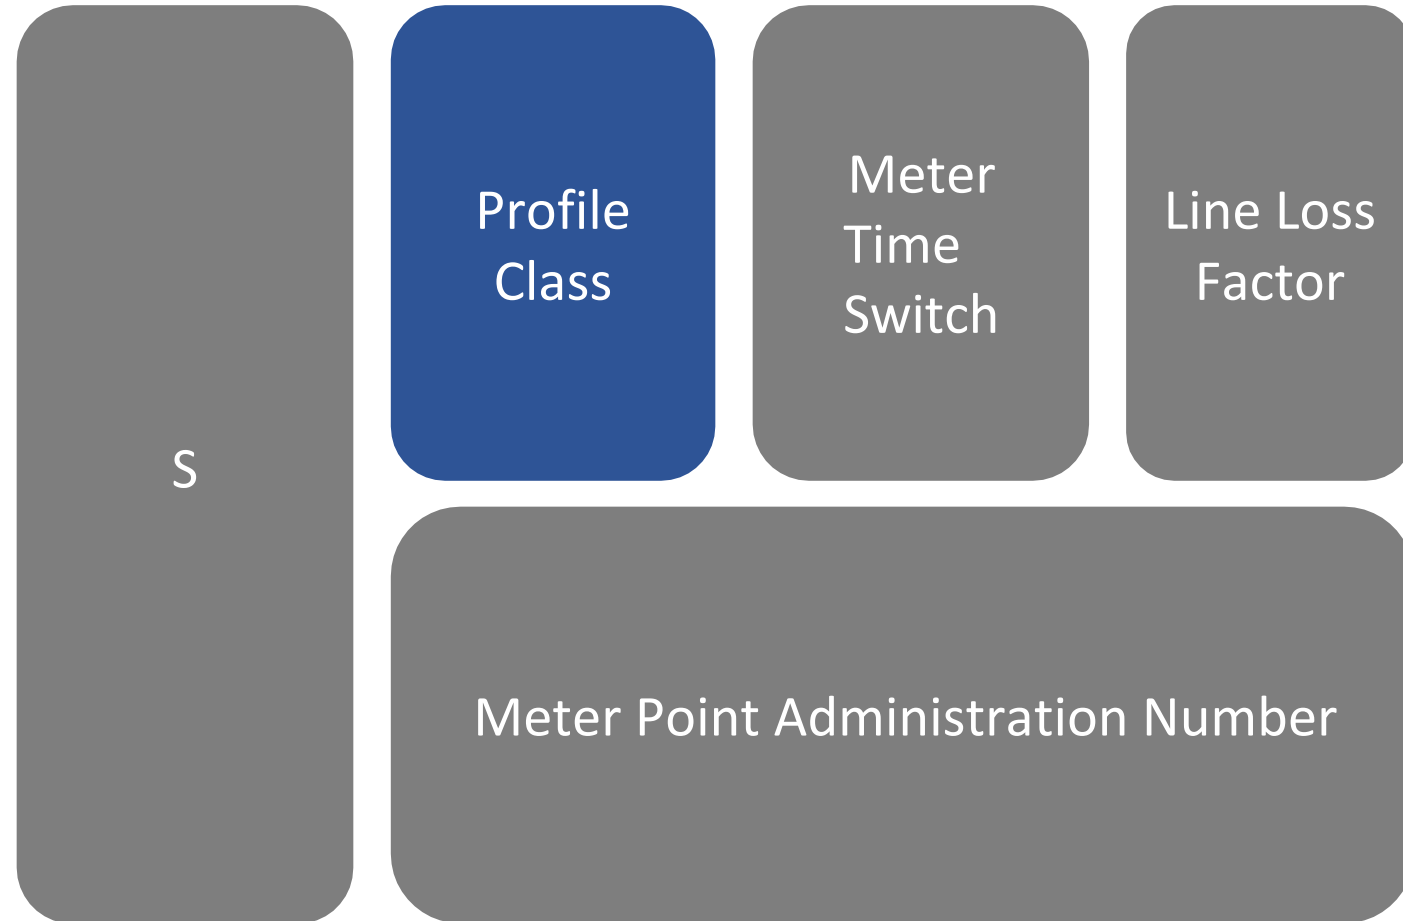 S
Profile
Class
Meter
Time
Switch
Line Loss
Factor
Meter Point Administration Number